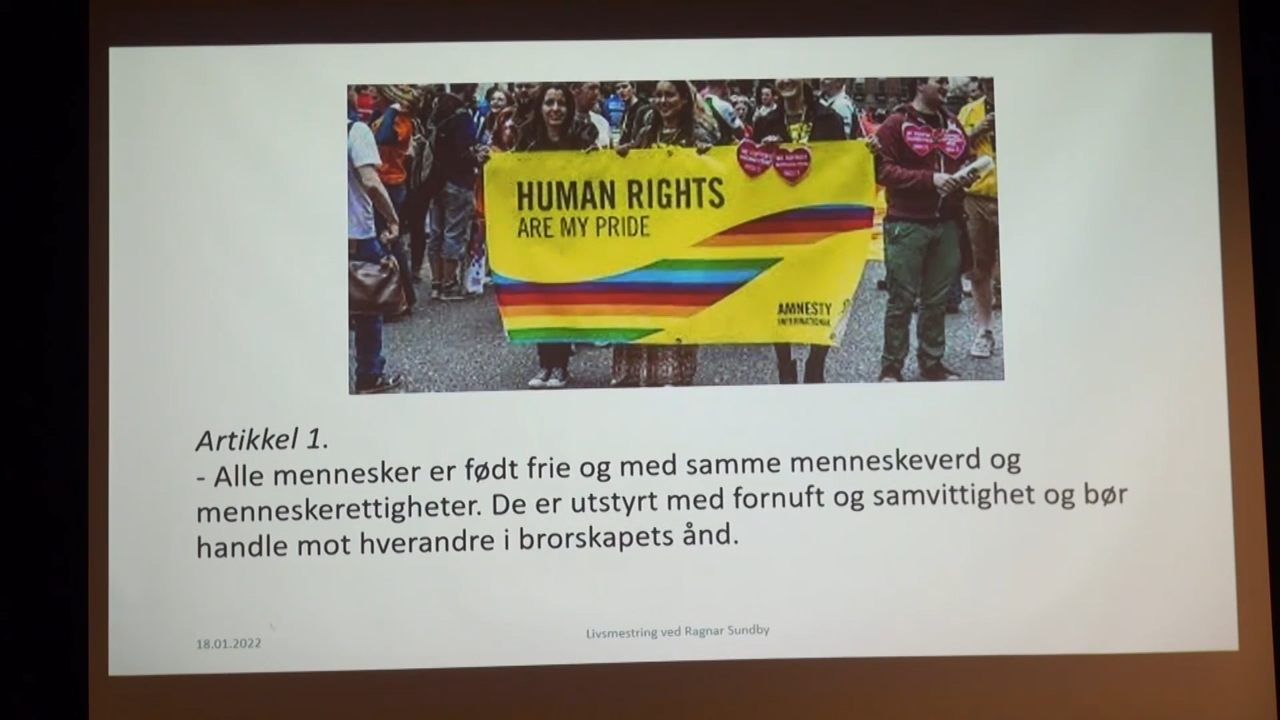 HUMAN RIGHTS
ARE MY PRIDE
AMNESTY
INTERNATIONAL
Artikkel 1.
- Alle mennesker er født frie og med samme menneskeverd og
menneskerettigheter. De er utstyrt med fornuft og samvittighet og bør
handle mot hverandre i brorskapets ånd.
18.01.2022
Livsmestring ved Ragnar Sundby